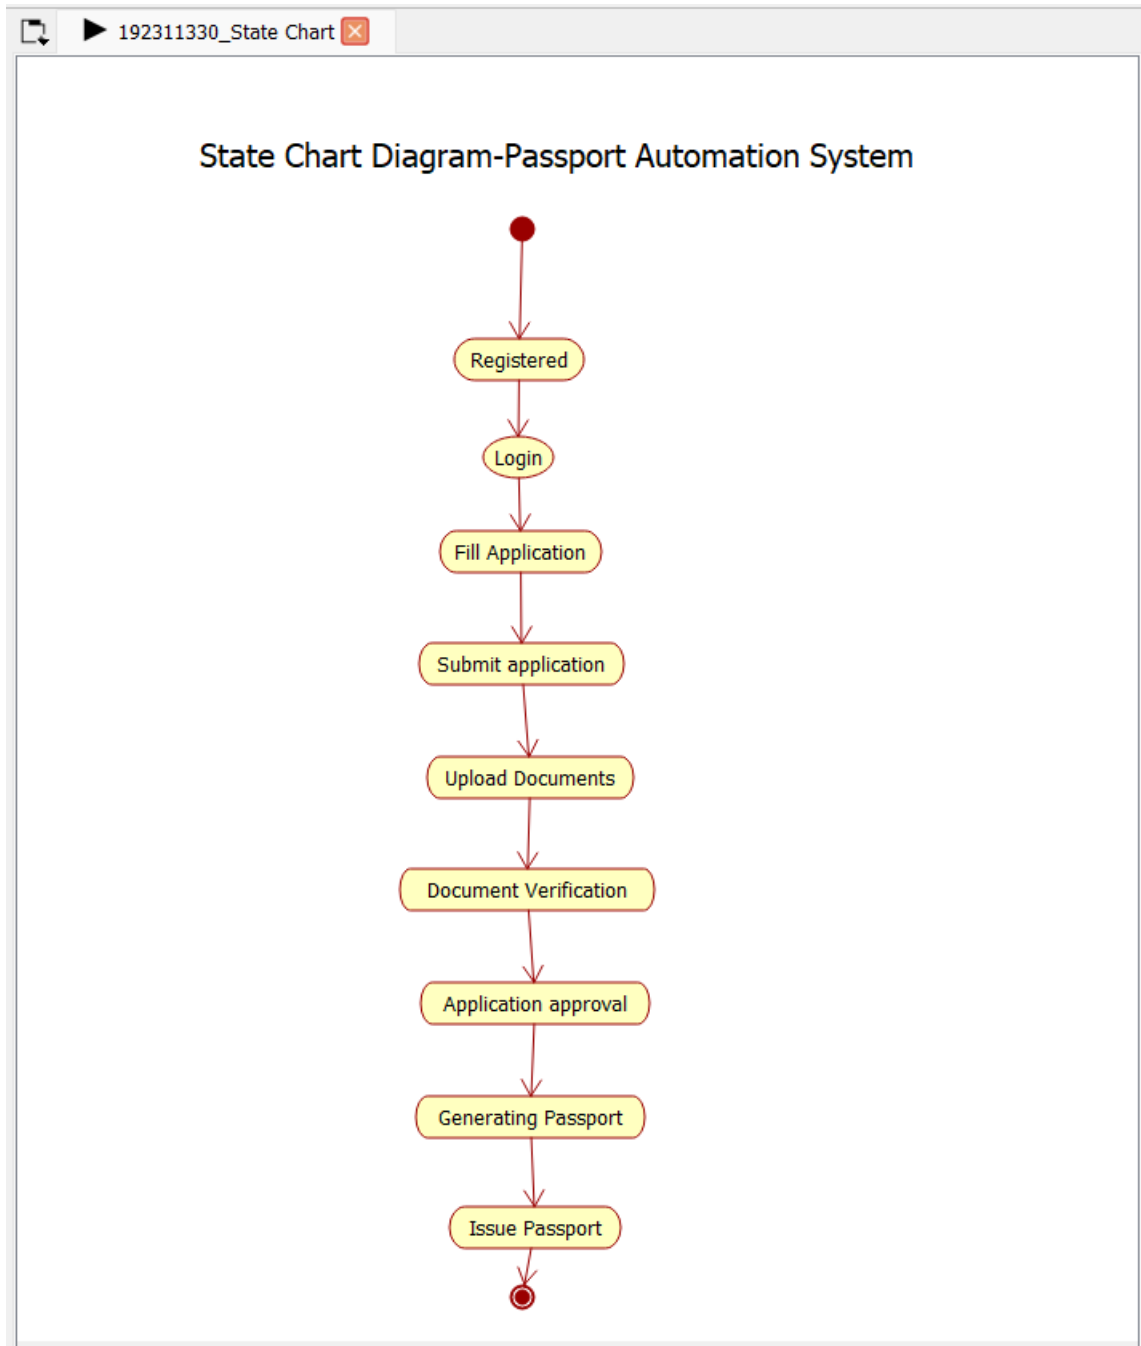 192311330_State Chart
State Chart Diagram-Passport Automation System
Registered
Login
Fill Application
Submit application
Upload Documents
Document Verification
Application approval
Generating Passport
Issue Passport